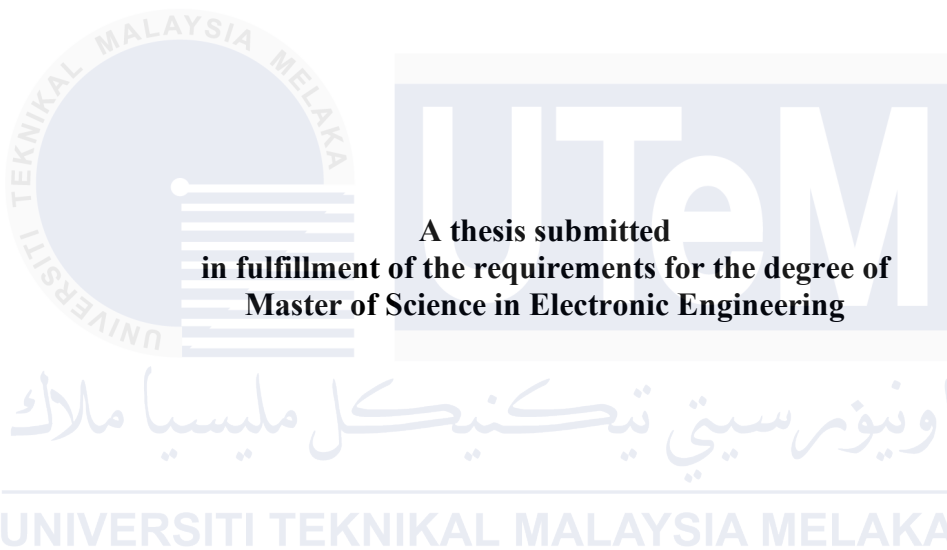 UNIVERSITI TEKNIKAL MALAYSIA MELAKA
UTeM
A thesis submitted
in fulfillment of the requirements for the degree of
Master of Science in Electronic Engineering
اونيۏرسيتي تيكنيكل مليسيا ملاك
UNIVERSITI TEKNIKAL MALAYSIA MELAKA